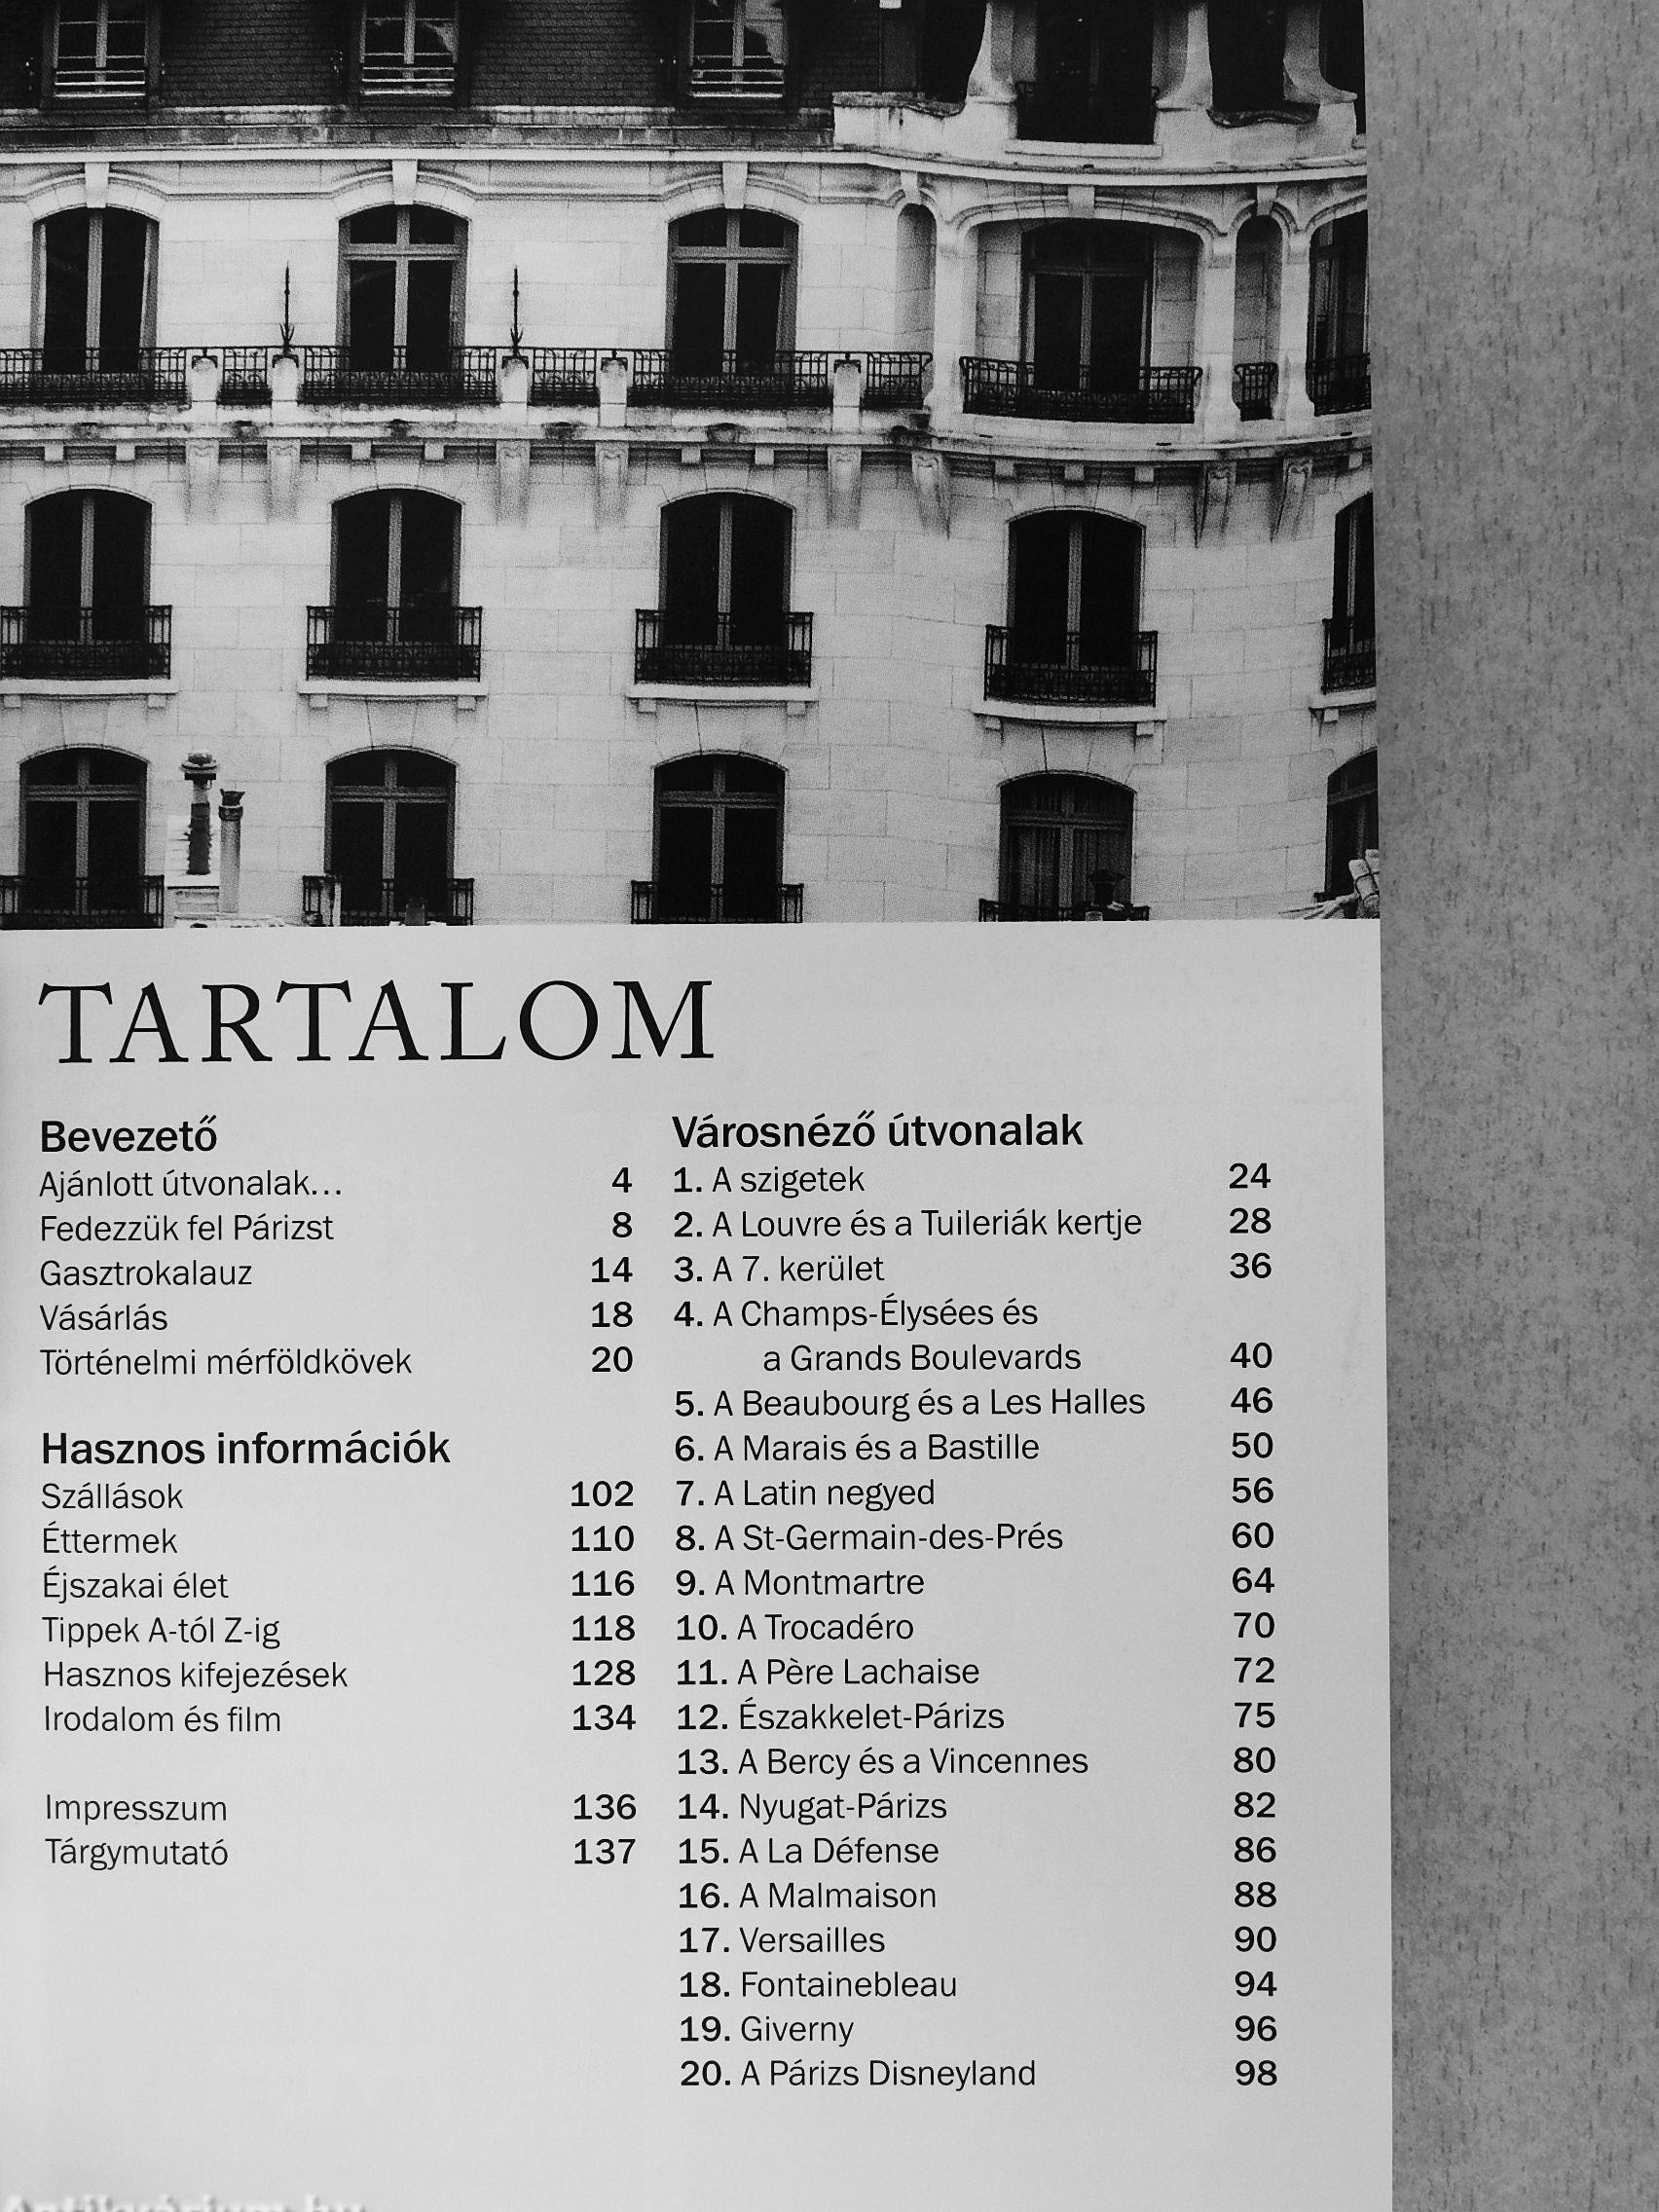 TARTALOM
Bevezető
Ajánlott útvonalak... 4
Fedezzük fel Párizst 8
Gasztrokalauz 14
Vásárlás 18
Történelmi mérföldkövek 20
Hasznos információk
Szállások 102
Éttermek 110
Éjszakai élet 116
Tippek A-tól Z-ig 118
Hasznos kifejezések 128
Irodalom és film 134
Impresszum 136
Tárgymutató 137
Városnéző útvonalak
1. A szigetek 24
2. A Louvre és a Tuileriák kertje 28
3. A 7. kerület 36
4. A Champs-Élysées és
a Grands Boulevards 40
5. A Beaubourg és a Les Halles 46
6. A Marais és a Bastille 50
7. A Latin negyed 56
8. A St-Germain-des-Prés 60
9. A Montmartre 64
10. A Trocadéro 70
11. A Père Lachaise 72
12. Északkelet-Párizs 75
13. A Bercy és a Vincennes 80
14. Nyugat-Párizs 82
15. A La Défense 86
16. A Malmaison 88
17. Versailles 90
18. Fontainebleau 94
19. Giverny 96
20. A Párizs Disneyland 98